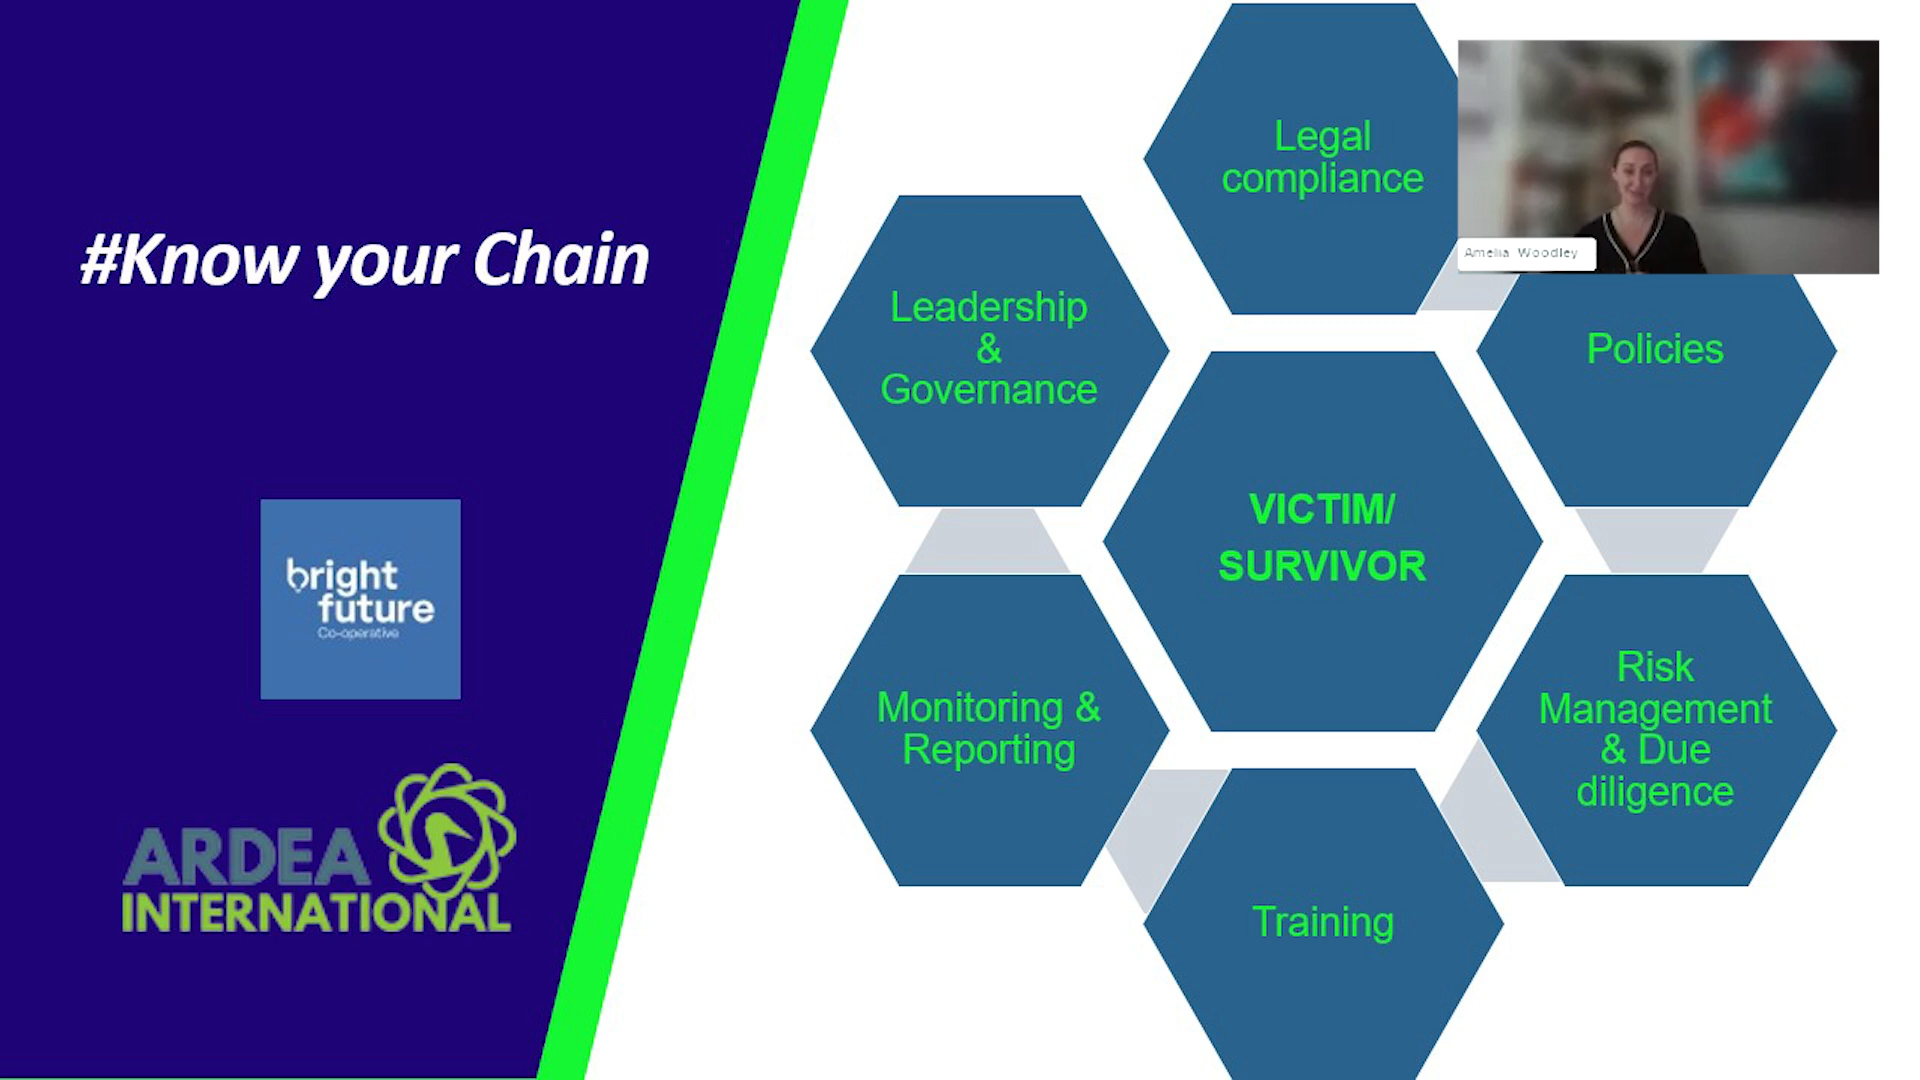 #Know your Chain
bright
future
Co-operative
ARDEA
INTERNATIONAL
Legal
compliance
Amelia Woodley
Leadership
&
Governance
Policies
VICTIM/
SURVIVOR
Monitoring &
Reporting
Risk
Management
& Due
diligence
Training